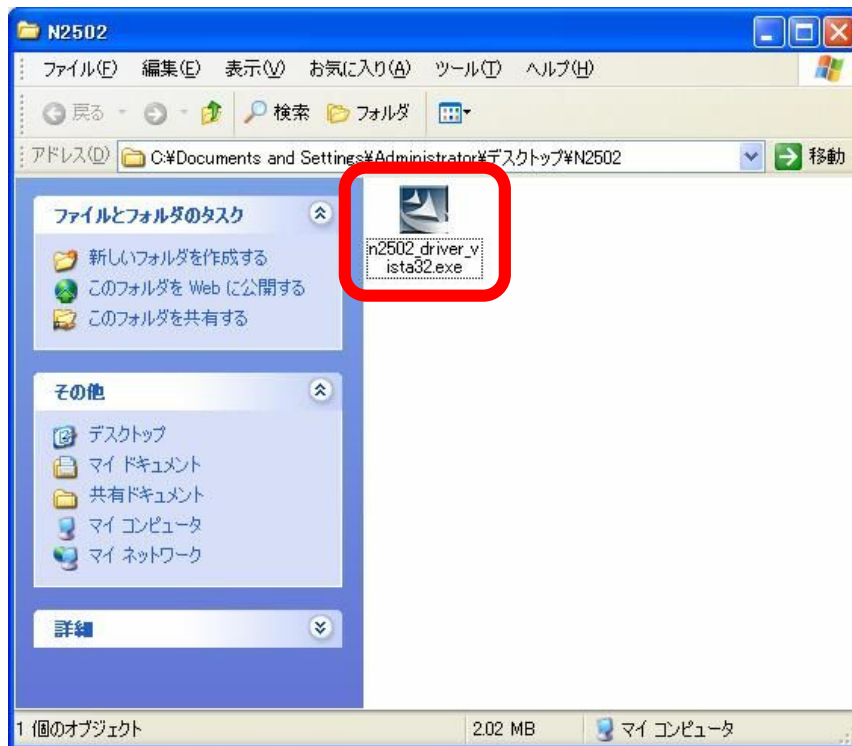 N2502
ファイル(F) 編集(E) 表示(V) お気に入り(A) ツール(T) ヘルプ(H)
戻る 検索 フォルダ
アドレス(D) C:¥Documents and Settings¥Administrator¥デスクトップ¥N2502 移動
ファイルとフォルダのタスク
新しいフォルダを作成する
このフォルダを Web に公開する
このフォルダを共有する
その他
デスクトップ
マイ ドキュメント
共有ドキュメント
マイ コンピュータ
マイ ネットワーク
詳細
n2502_driver_v
ista32.exe
1 個のオブジェクト 2.02 MB マイ コンピュータ